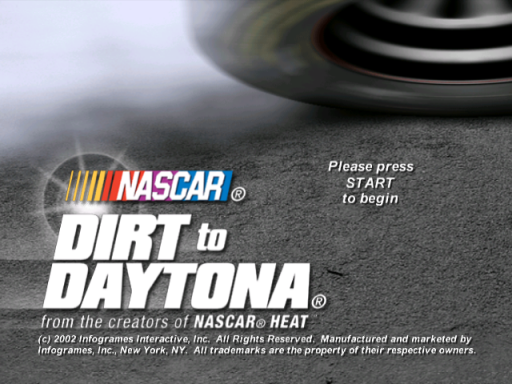 Please press
START
to begin
NASCAR®
DIRT to
DAYTONA®
from the creators of NASCAR® HEAT
(c) 2002 Infogrames Interactive, Inc. All Rights Reserved. Manufactured and marketed by
Infogrames, Inc., New York, NY. All trademarks are the property of their respective owners.